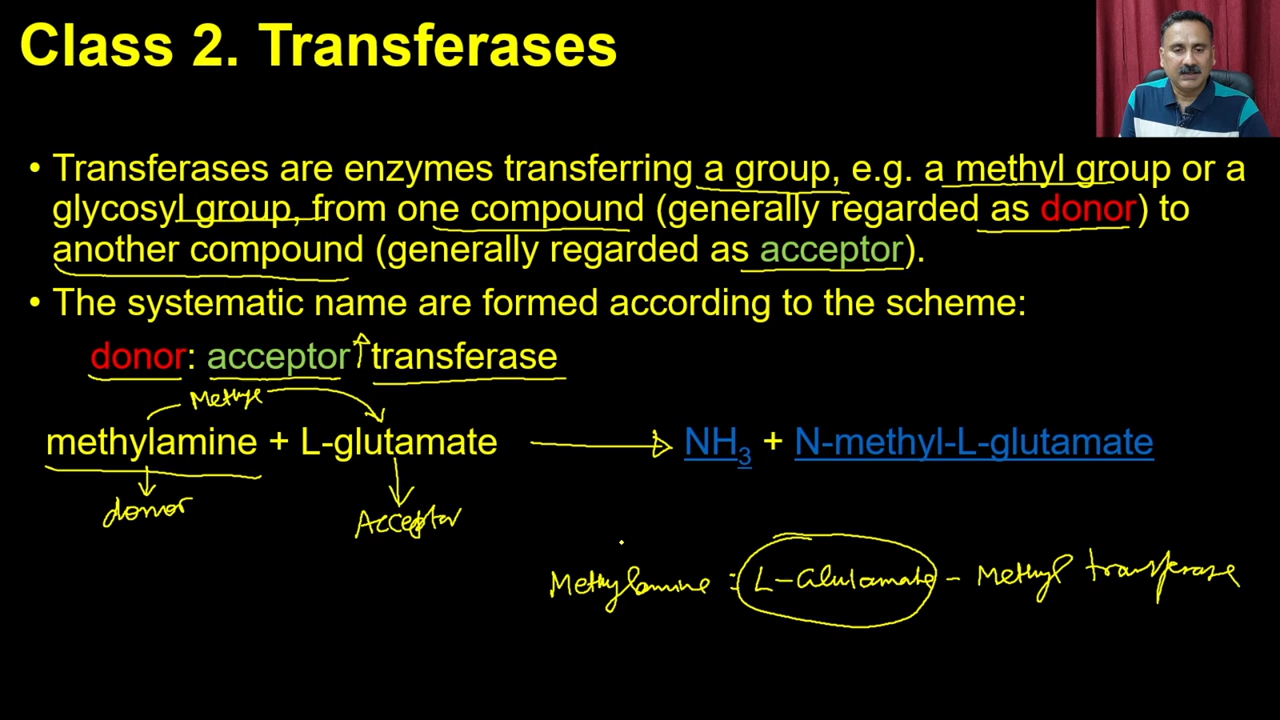 Class 2. Transferases
• Transferases are enzymes transferring a group, e.g. a methyl group or a
glycosyl group, from one compound (generally regarded as donor) to
another compound (generally regarded as acceptor).
• The systematic name are formed according to the scheme:
donor: acceptor transferase
Methyl
methylamine + L-glutamate NH3 + N-methyl-L-glutamate
donor
Acceptor
Methylamine : L-Glutamate - Methyl transferase